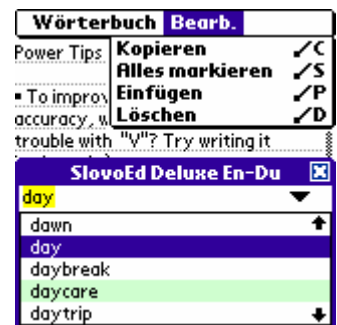 Wörterbuch Bearb.
Power Tips
Kopieren /C
Alles markieren /S
▪ To improv
Einfügen /P
accuracy, w
Löschen /D
trouble with "V"? Try writing it
SlovoEd Deluxe En-Du
day
dawn
day
daybreak
daycare
daytrip